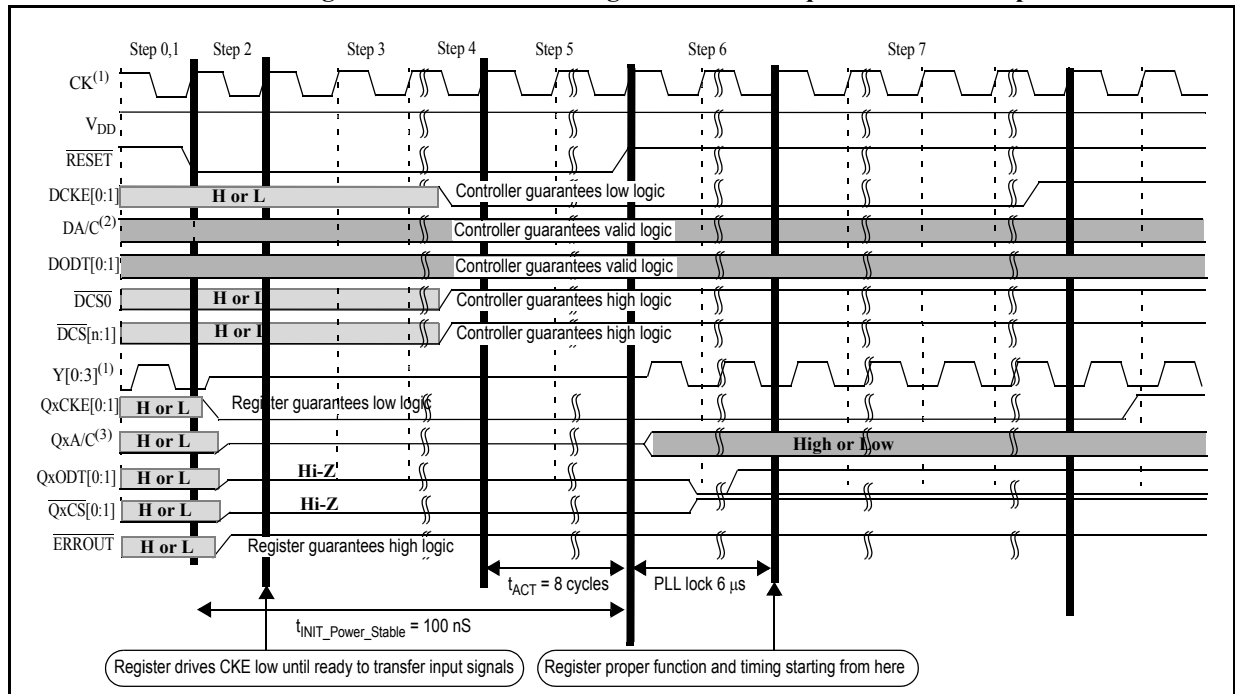 Step 0,1 Step 2 Step 3 Step 4 Step 5 Step 6 Step 7
CK(1)
VDD
RESET
DCKE[0:1] H or L Controller guarantees low logic
DA/C(2) Controller guarantees valid logic
DODT[0:1] Controller guarantees valid logic
DCS0 H or L Controller guarantees high logic
DCS[n:1] H or L Controller guarantees high logic
Y[0:3](1)
QxCKE[0:1] H or L Register guarantees low logic
QxA/C(3) H or L High or Low
QxODT[0:1] H or L Hi-Z
QxCS[0:1] H or L Hi-Z
ERROUT H or L Register guarantees high logic
tACT = 8 cycles PLL lock 6 μs
tINIT_Power_Stable = 100 nS
Register drives CKE low until ready to transfer input signals Register proper function and timing starting from here